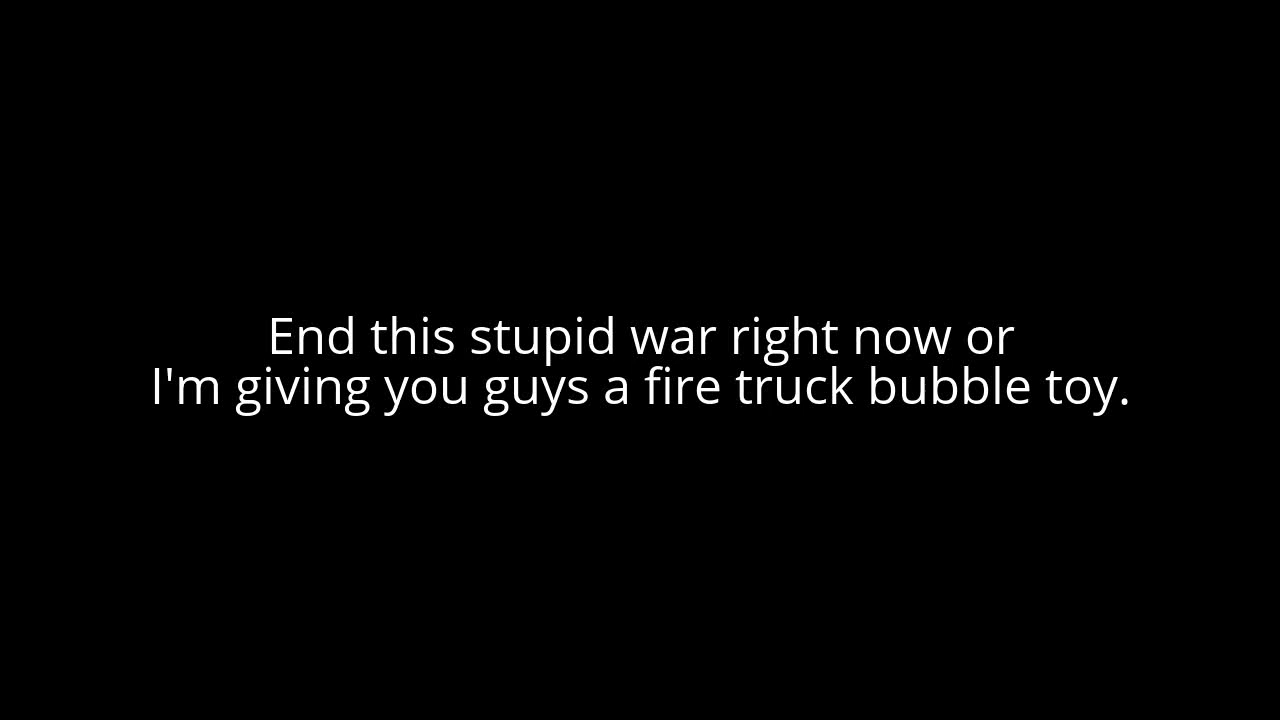 End this stupid war right now or
I'm giving you guys a fire truck bubble toy.